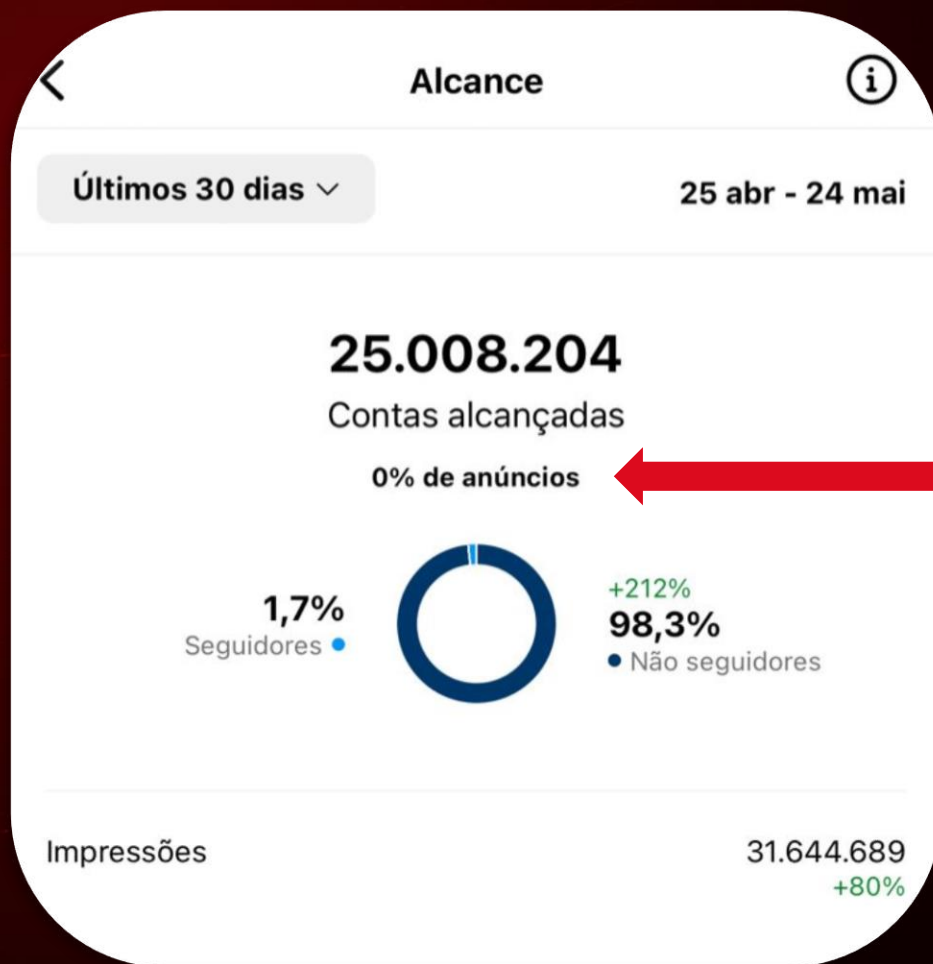 Alcance
Últimos 30 dias
25 abr - 24 mai
25.008.204
Contas alcançadas
0% de anúncios
1,7%
Seguidores
+212%
98,3%
Não seguidores
Impressões
31.644.689
+80%